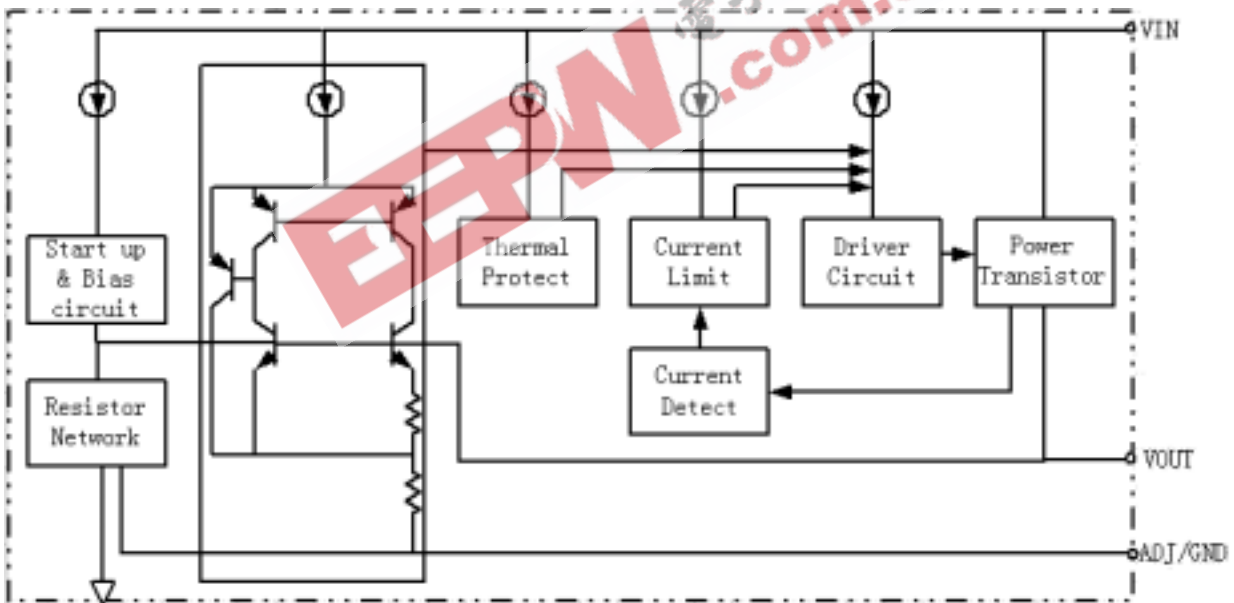 VIN
EEPW
.com.
Start up
& Bias
circuit
Thermal
Protect
Current
Limit
Driver
Circuit
Power
Transistor
Resistor
Network
Current
Detect
VOUT
ADJ/GND